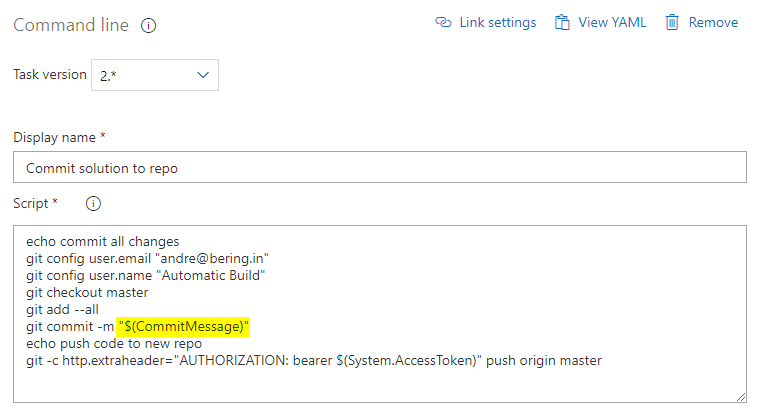 Command line
Link settings View YAML Remove
Task version 2.*
Display name *
Commit solution to repo
Script *
echo commit all changes
git config user.email "andre@bering.in"
git config user.name "Automatic Build"
git checkout master
git add --all
git commit -m "$(CommitMessage)"
echo push code to new repo
git -c http.extraheader="AUTHORIZATION: bearer $(System.AccessToken)" push origin master